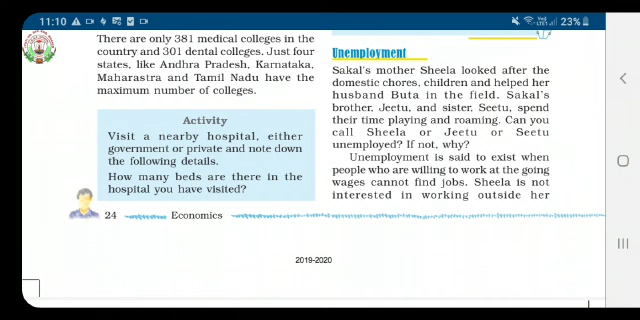 11:10
23%
There are only 381 medical colleges in the
country and 301 dental colleges. Just four
states, like Andhra Pradesh, Karnataka,
Maharastra and Tamil Nadu have the
maximum number of colleges.
Activity
Visit a nearby hospital, either
government or private and note down
the following details.
How many beds are there in the
hospital you have visited?
24
Economics
Unemployment
Sakal's mother Sheela looked after the
domestic chores, children and helped her
husband Buta in the field. Sakal's
brother, Jeetu, and sister, Seetu, spend
their time playing and roaming. Can you
call Sheela or Jeetu or Seetu
unemployed? If not, why?
Unemployment is said to exist when
people who are willing to work at the going
wages cannot find jobs. Sheela is not
interested in working outside her
2019-2020